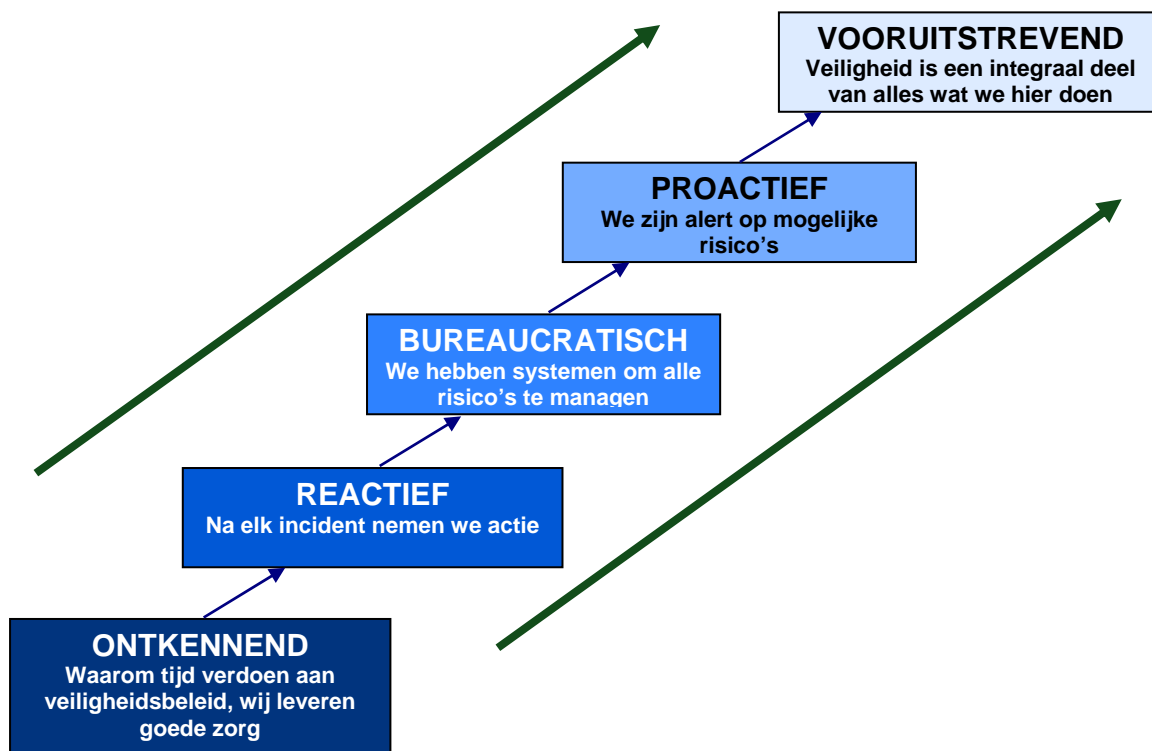 VOORUITSTREVEND
Veiligheid is een integraal deel
van alles wat we hier doen
PROACTIEF
We zijn alert op mogelijke
risico’s
BUREAUCRATISCH
We hebben systemen om alle
risico’s te managen
REACTIEF
Na elk incident nemen we actie
ONTKENNEND
Waarom tijd verdoen aan
veiligheidsbeleid, wij leveren
goede zorg